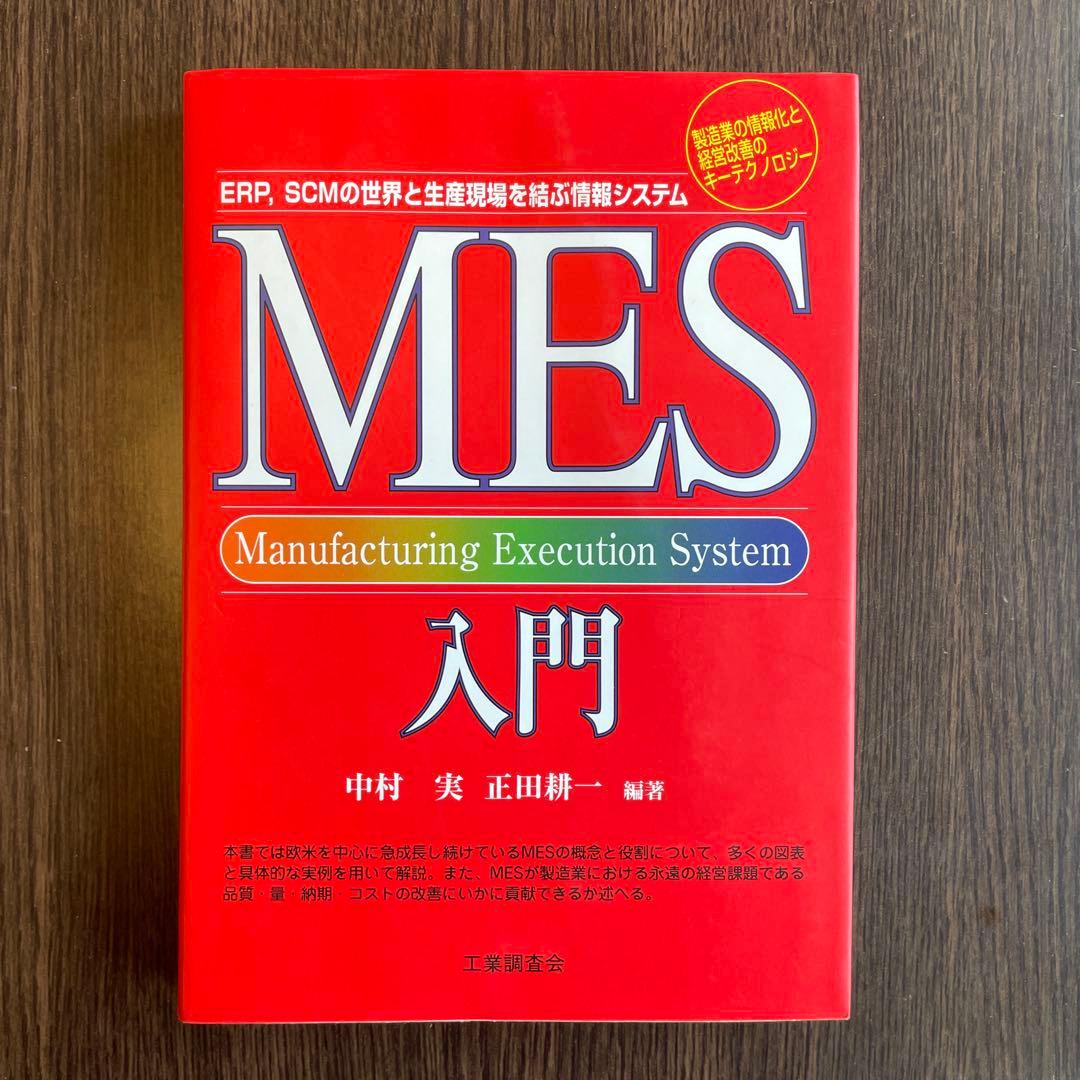 製造業の情報化と
経営改善の
キーテクノロジー
ERP, SCMの世界と生産現場を結ぶ情報システム
MES
Manufacturing Execution System
入門
中村 実 正田耕一 編著
本書では欧米を中心に急成長し続けているMESの概念と役割について、多くの図表
と具体的な実例を用いて解説。また、MESが製造業における永遠の経営課題である
品質・量・納期・コストの改善にいかに貢献できるか述べる。
工業調査会